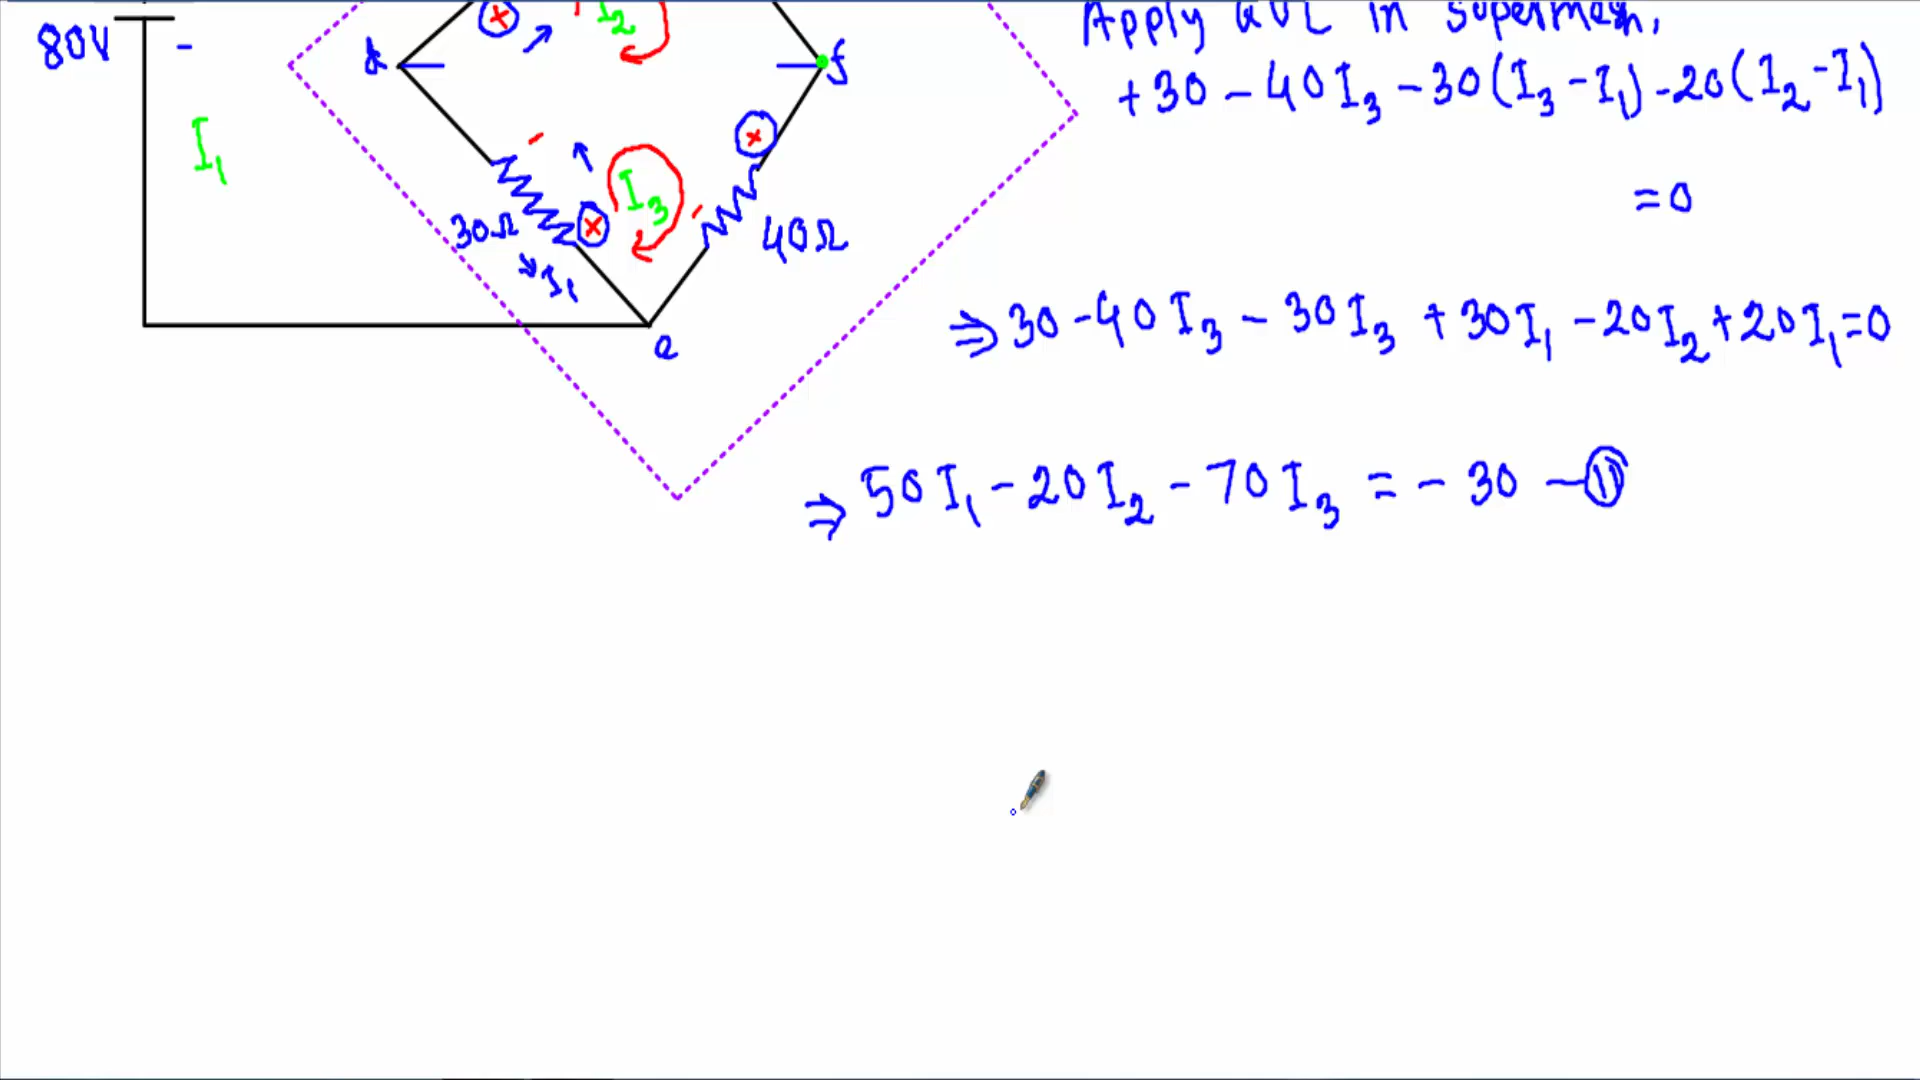 80V -
d
I₂
f
I₁
30Ω
I₃
40Ω
I₁
e
Apply KVL in supermesh,
+30 - 40I₃ - 30(I₃ - I₁) - 20(I₂ - I₁)
= 0
⇒ 30 - 40I₃ - 30I₃ + 30I₁ - 20I₂ + 20I₁ = 0
⇒ 50I₁ - 20I₂ - 70I₃ = - 30 — Ⅱ